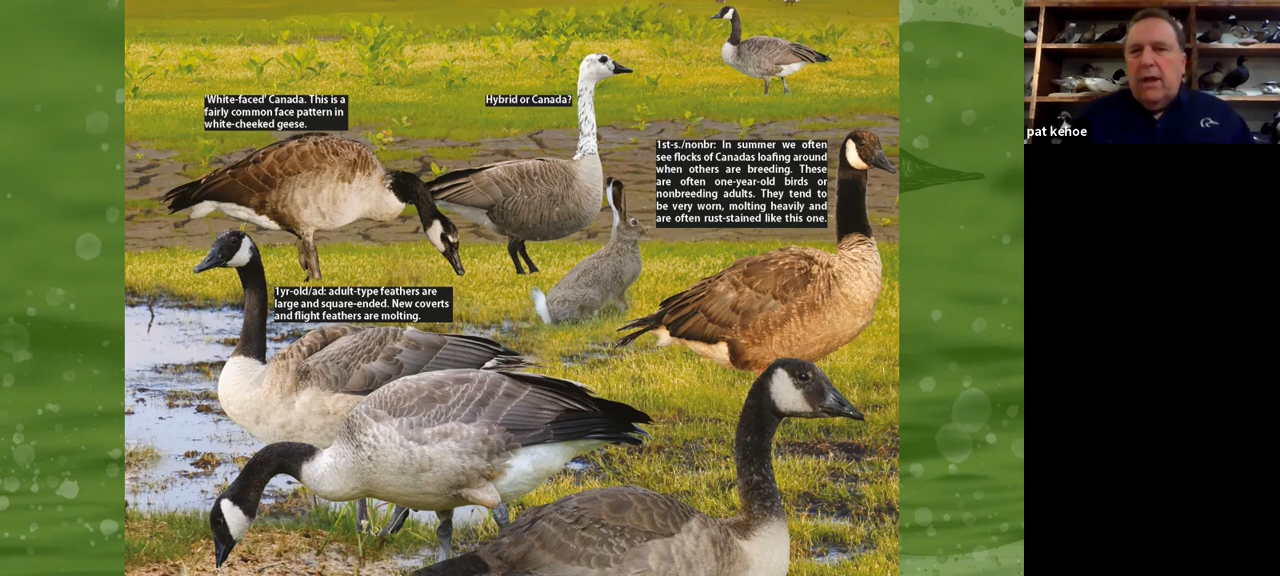 'White-faced' Canada. This is a
fairly common face pattern in
white-cheeked geese.
Hybrid or Canada?
1st-s./nonbr: In summer we often
see flocks of Canadas loafing around
when others are breeding. These
are often one-year-old birds or
nonbreeding adults. They tend to
be very worn, molting heavily and
are often rust-stained like this one.
1yr-old/ad: adult-type feathers are
large and square-ended. New coverts
and flight feathers are molting.
pat kehoe